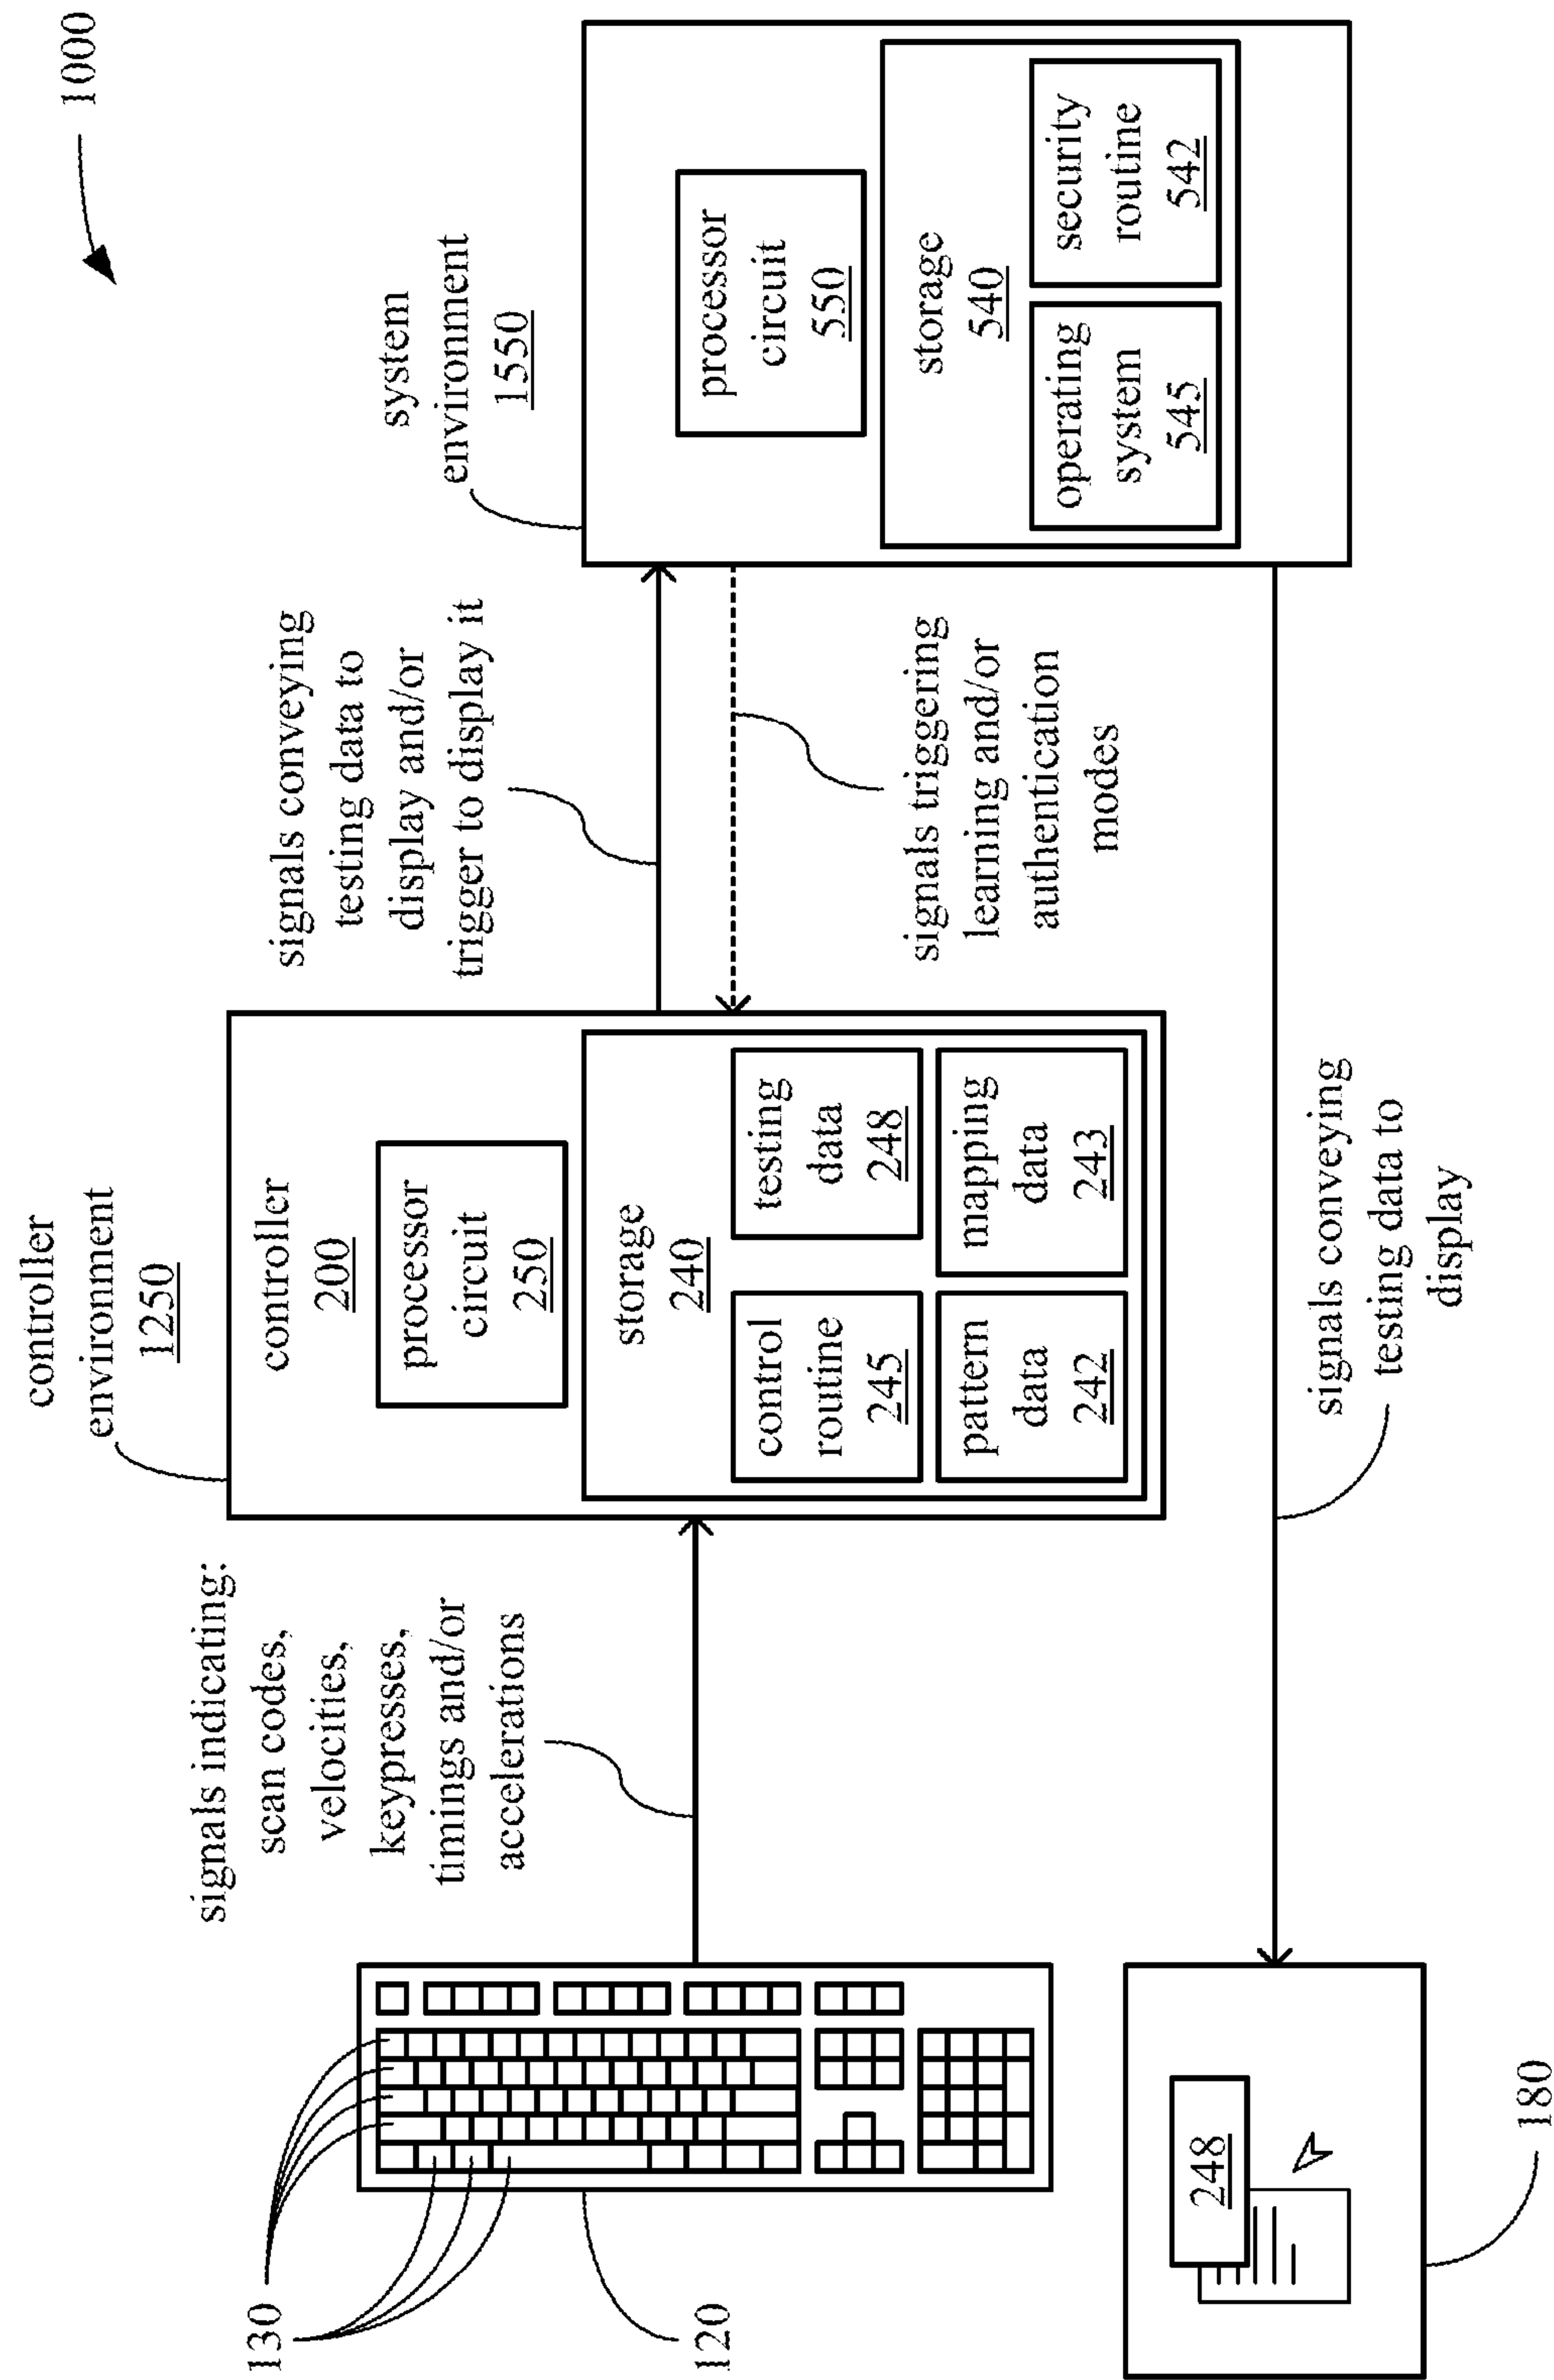 1000
controller
environment
1250
controller
200
processor
circuit
250
storage
240
control
routine
245
testing
data
248
pattern
data
242
mapping
data
243
system
environment
1550
processor
circuit
550
storage
540
operating
system
545
security
routine
542
signals indicating:
scan codes,
velocities,
keypresses,
timings and/or
accelerations
signals conveying
testing data to
display and/or
trigger to display it
signals triggering
learning and/or
authentication
modes
130
120
248
180
signals conveying
testing data to
display